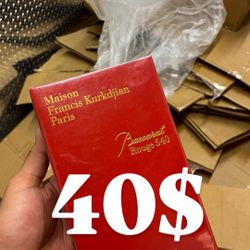 Maison
Francis Kurkdjian
Paris
Baccarat
Rouge 540
40$